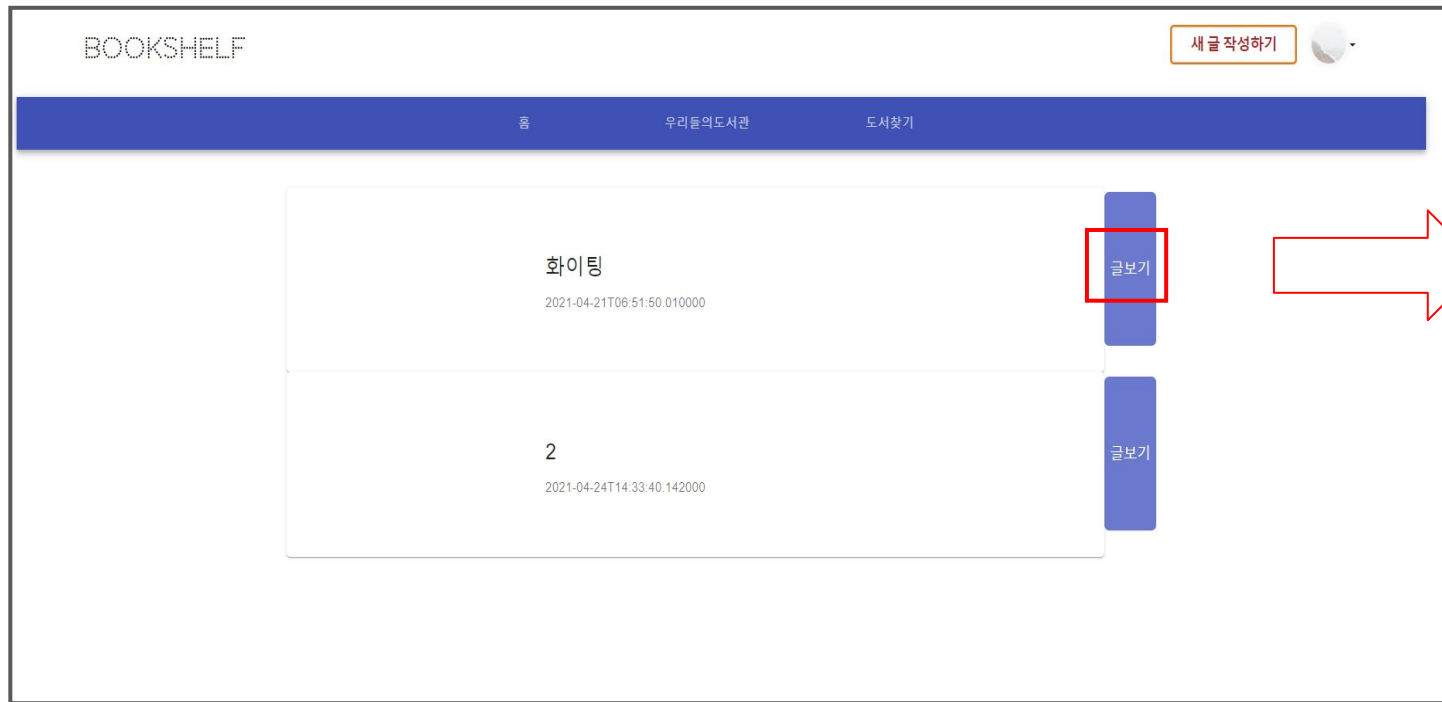 BOOKSHELF
새 글 작성하기
홈 우리들의도서관 도서찾기
화이팅
2021-04-21T06:51:50.010000
글보기
2
2021-04-24T14:33:40.142000
글보기